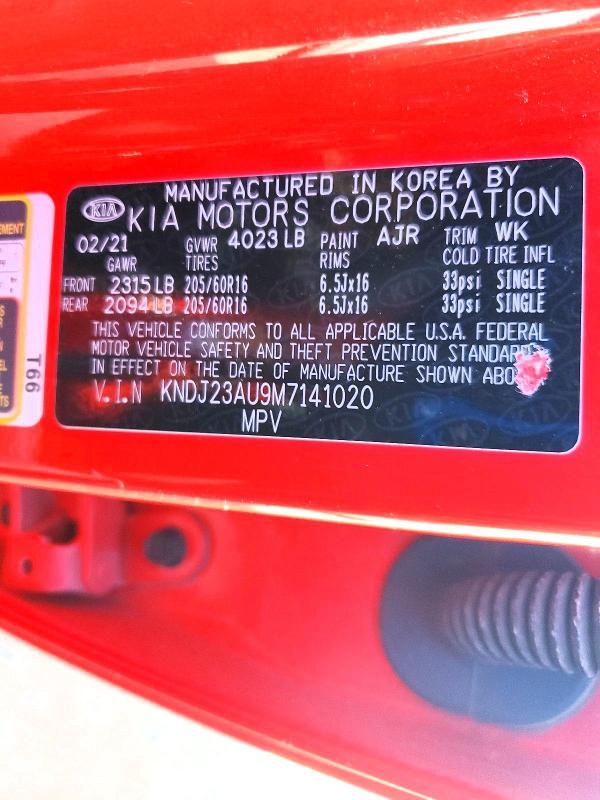 MANUFACTURED IN KOREA BY
KIA KIA MOTORS CORPORATION
02/21 GVWR 4023 LB PAINT AJR TRIM WK
GAWR TIRES RIMS COLD TIRE INFL
FRONT 2315 LB 205/60R16 6.5Jx16 33psi SINGLE
REAR 2094 LB 205/60R16 6.5Jx16 33psi SINGLE
THIS VEHICLE CONFORMS TO ALL APPLICABLE U.S.A. FEDERAL
MOTOR VEHICLE SAFETY AND THEFT PREVENTION STANDARD
IN EFFECT ON THE DATE OF MANUFACTURE SHOWN ABO
V.I.N KNDJ23AU9M7141020
MPV
T66